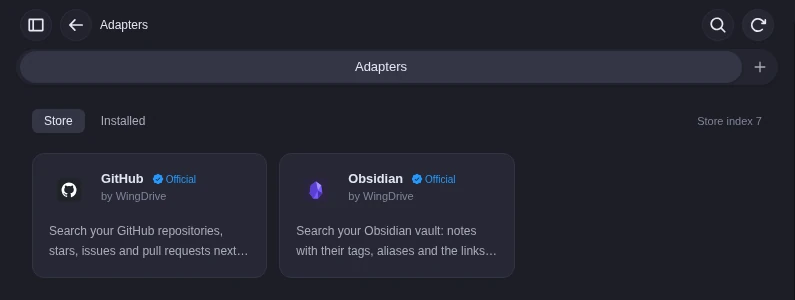 Adapters
Adapters
Store
Installed
Store index 7
GitHub
Official
by WingDrive
Search your GitHub repositories,
stars, issues and pull requests next…
Obsidian
Official
by WingDrive
Search your Obsidian vault: notes
with their tags, aliases and the links…